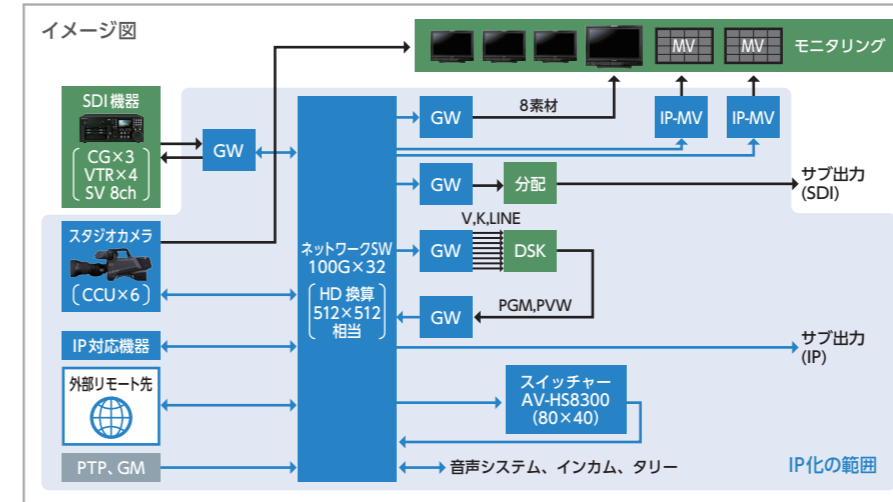 イメージ図
MV
MV
モニタリング
SDI機器
CG×3
VTR×4
SV 8ch
GW
GW
8素材
IP-MV
IP-MV
GW
分配
サブ出力
(SDI)
スタジオカメラ
CCU×6
ネットワークSW
100G×32
HD 換算
512×512
相当
V,K,LINE
GW
DSK
GW
PGM,PVW
IP対応機器
サブ出力
(IP)
外部リモート先
スイッチャー
AV-HS8300
(80×40)
PTP、GM
音声システム、インカム、タリー
IP化の範囲